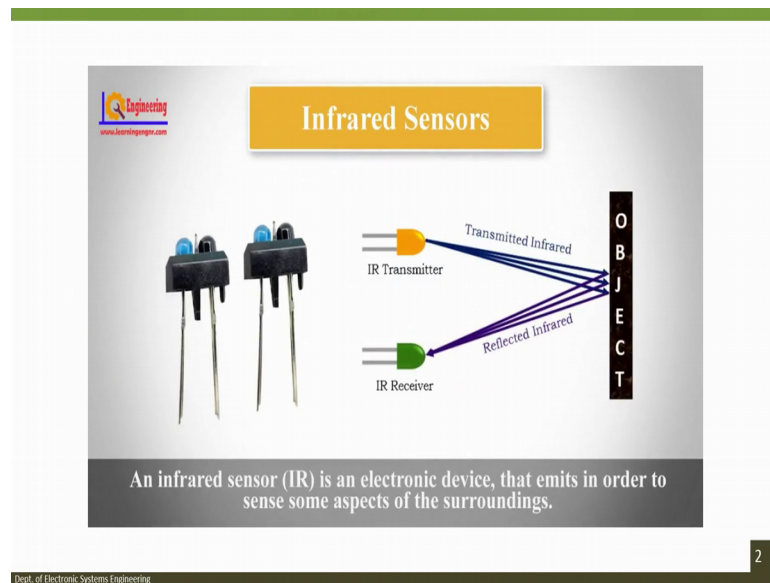 Engineering
www.learningengnr.com
Infrared Sensors
Transmitted Infrared
IR Transmitter
Reflected Infrared
IR Receiver
OBJECT
An infrared sensor (IR) is an electronic device, that emits in order to
sense some aspects of the surroundings.
2
Dept. of Electronic Systems Engineering